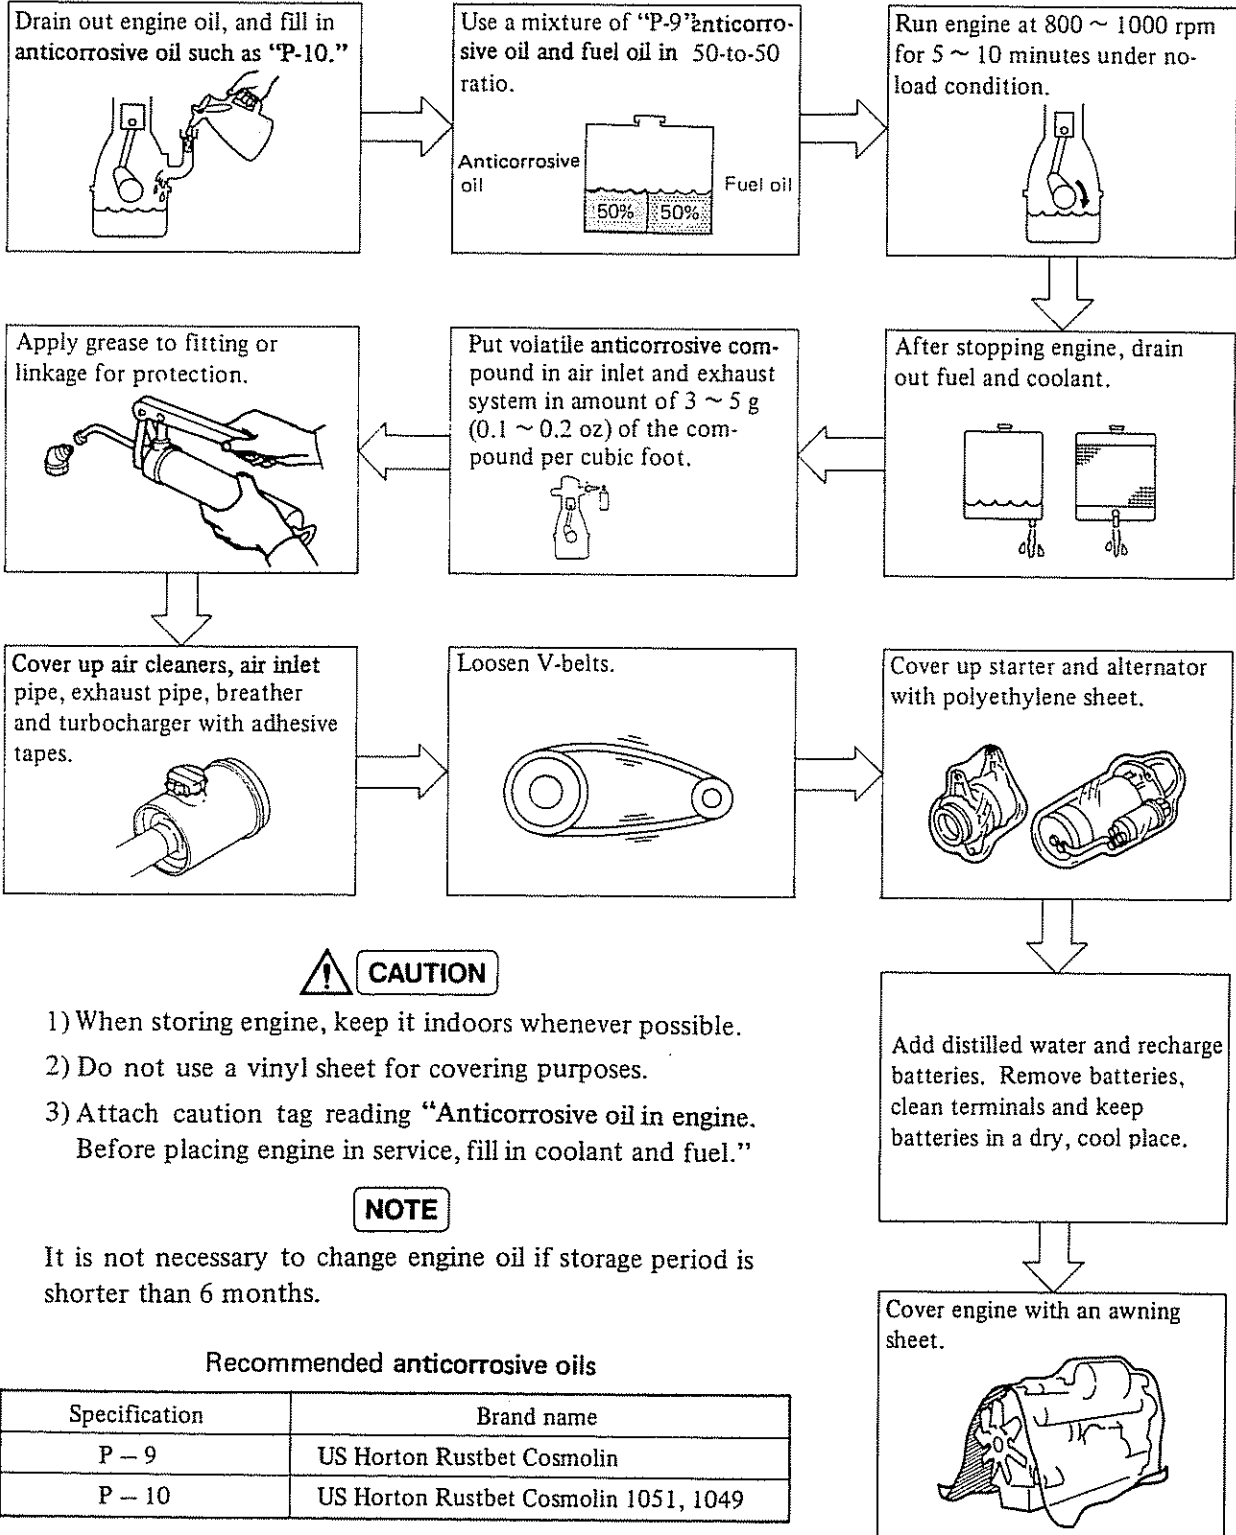 Drain out engine oil, and fill in
anticorrosive oil such as “P-10.”
Use a mixture of “P-9”anticorro-
sive oil and fuel oil in 50-to-50
ratio.
Anticorrosive
oil
Fuel oil
50% 50%
Run engine at 800 ~ 1000 rpm
for 5 ~ 10 minutes under no-
load condition.
After stopping engine, drain
out fuel and coolant.
Put volatile anticorrosive com-
pound in air inlet and exhaust
system in amount of 3 ~ 5 g
(0.1 ~ 0.2 oz) of the com-
pound per cubic foot.
Apply grease to fitting or
linkage for protection.
Cover up air cleaners, air inlet
pipe, exhaust pipe, breather
and turbocharger with adhesive
tapes.
Loosen V-belts.
Cover up starter and alternator
with polyethylene sheet.
Add distilled water and recharge
batteries. Remove batteries,
clean terminals and keep
batteries in a dry, cool place.
Cover engine with an awning
sheet.
CAUTION
1) When storing engine, keep it indoors whenever possible.
2) Do not use a vinyl sheet for covering purposes.
3) Attach caution tag reading “Anticorrosive oil in engine.
Before placing engine in service, fill in coolant and fuel.”
NOTE
It is not necessary to change engine oil if storage period is
shorter than 6 months.
Recommended anticorrosive oils
Specification Brand name
P – 9 US Horton Rustbet Cosmolin
P – 10 US Horton Rustbet Cosmolin 1051, 1049